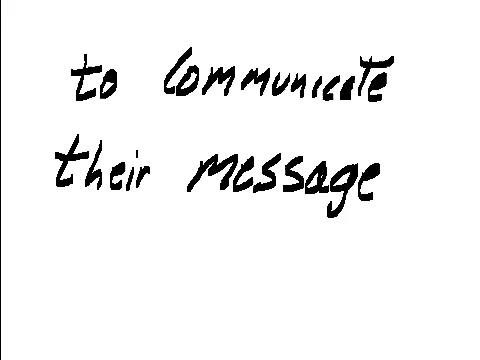 to communicate
their message